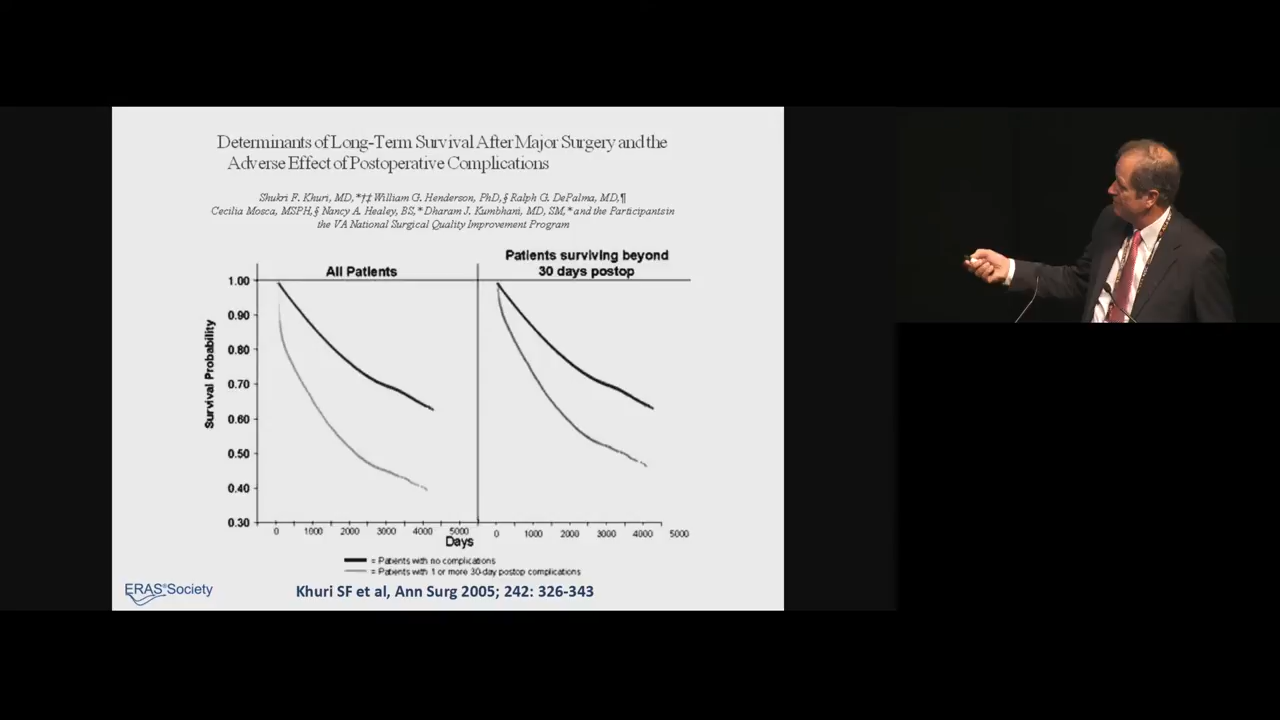 Determinants of Long-Term Survival After Major Surgery and the
Adverse Effect of Postoperative Complications
Shukri F. Khuri, MD,*†‡ William G. Henderson, PhD,§ Ralph G. DePalma, MD,¶
Cecilia Mosca, MSPH,§ Nancy A. Healey, BS,* Dharam J. Kumbhani, MD, SM,* and the Participants in
the VA National Surgical Quality Improvement Program
All Patients
Patients surviving beyond
30 days postop
Survival Probability
1.00
0.90
0.80
0.70
0.60
0.50
0.40
0.30
0 1000 2000 3000 4000 5000
0 1000 2000 3000 4000 5000
Days
= Patients with no complications
= Patients with 1 or more 30-day postop complications
ERAS®Society
Khuri SF et al, Ann Surg 2005; 242: 326-343